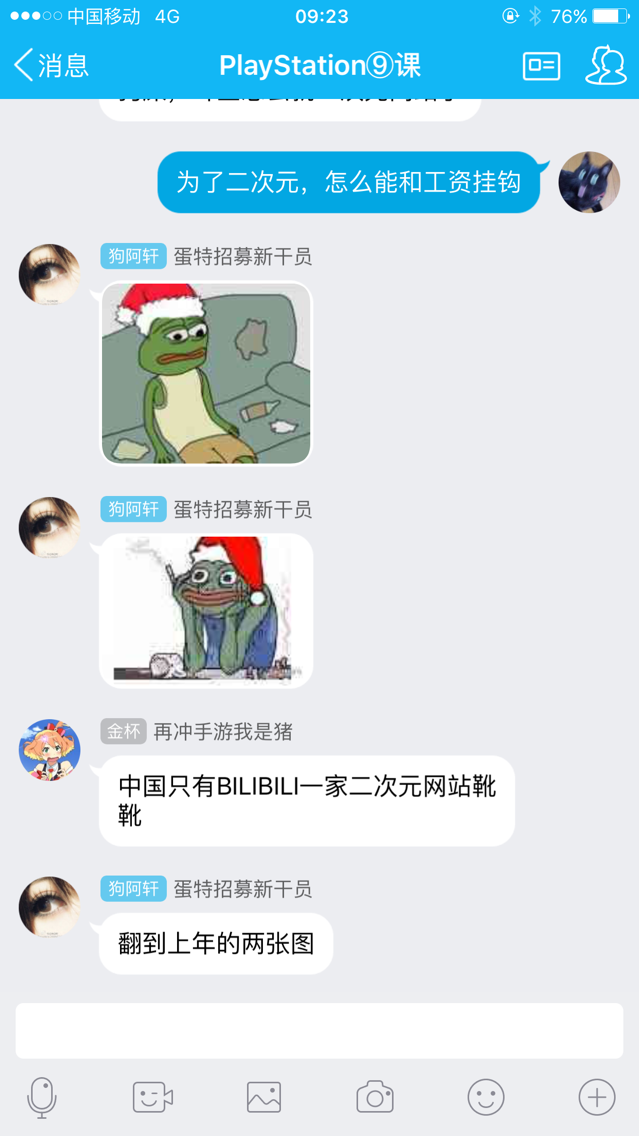 中国移动 4G 09:23 76%
消息 PlayStation⑨课
为了二次元，怎么能和工资挂钩
狗阿轩 蛋特招募新干员
狗阿轩 蛋特招募新干员
金杯 再冲手游我是猪
中国只有BILIBILI一家二次元网站靴
靴
狗阿轩 蛋特招募新干员
翻到上年的两张图